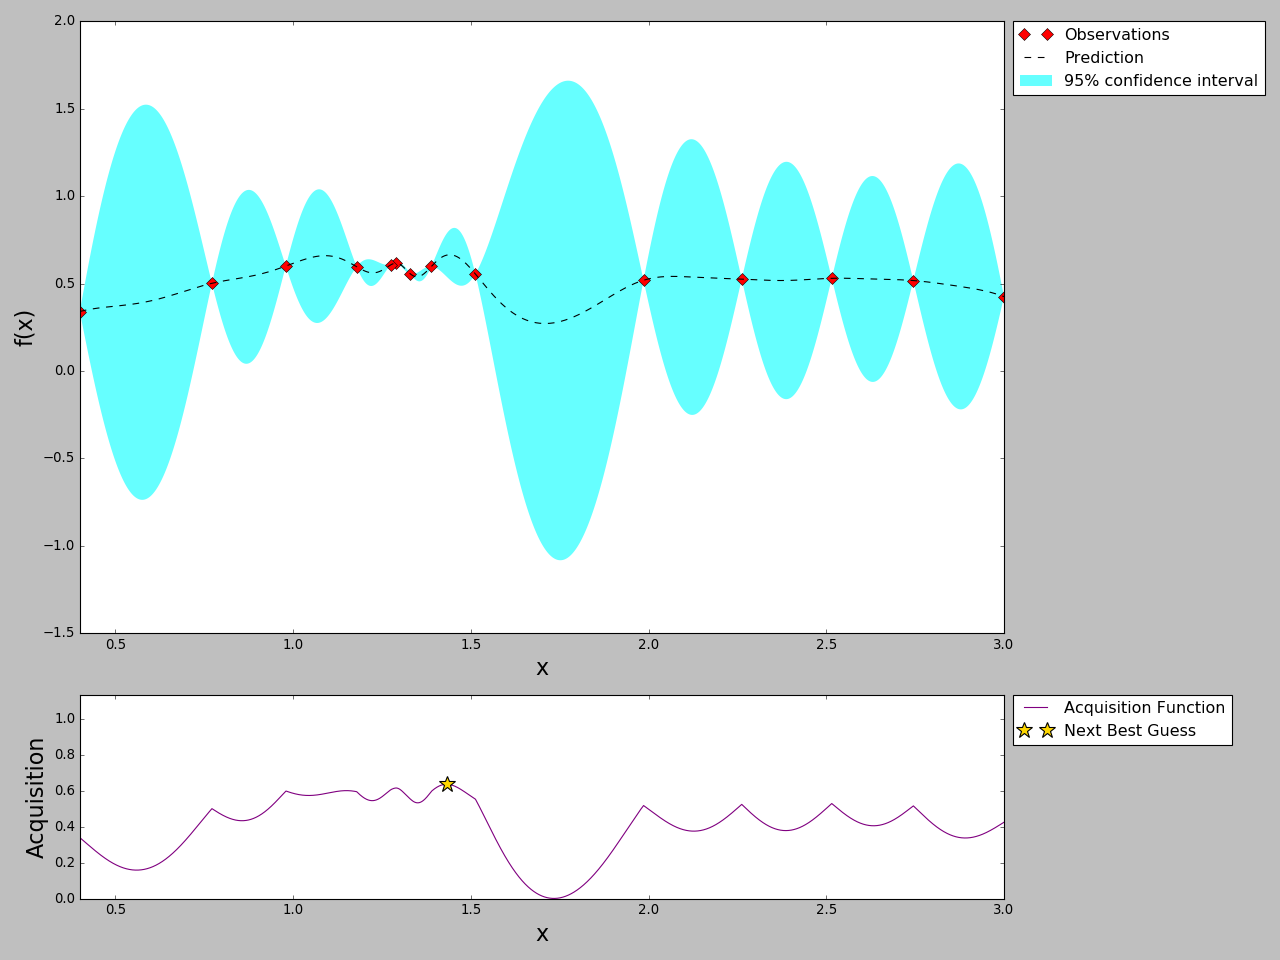 2.0
1.5
1.0
0.5
0.0
−0.5
−1.0
−1.5
f(x)
0.5 1.0 1.5 2.0 2.5 3.0
x
Observations
Prediction
95% confidence interval
1.0
0.8
0.6
0.4
0.2
0.0
Acquisition
0.5 1.0 1.5 2.0 2.5 3.0
x
Acquisition Function
Next Best Guess